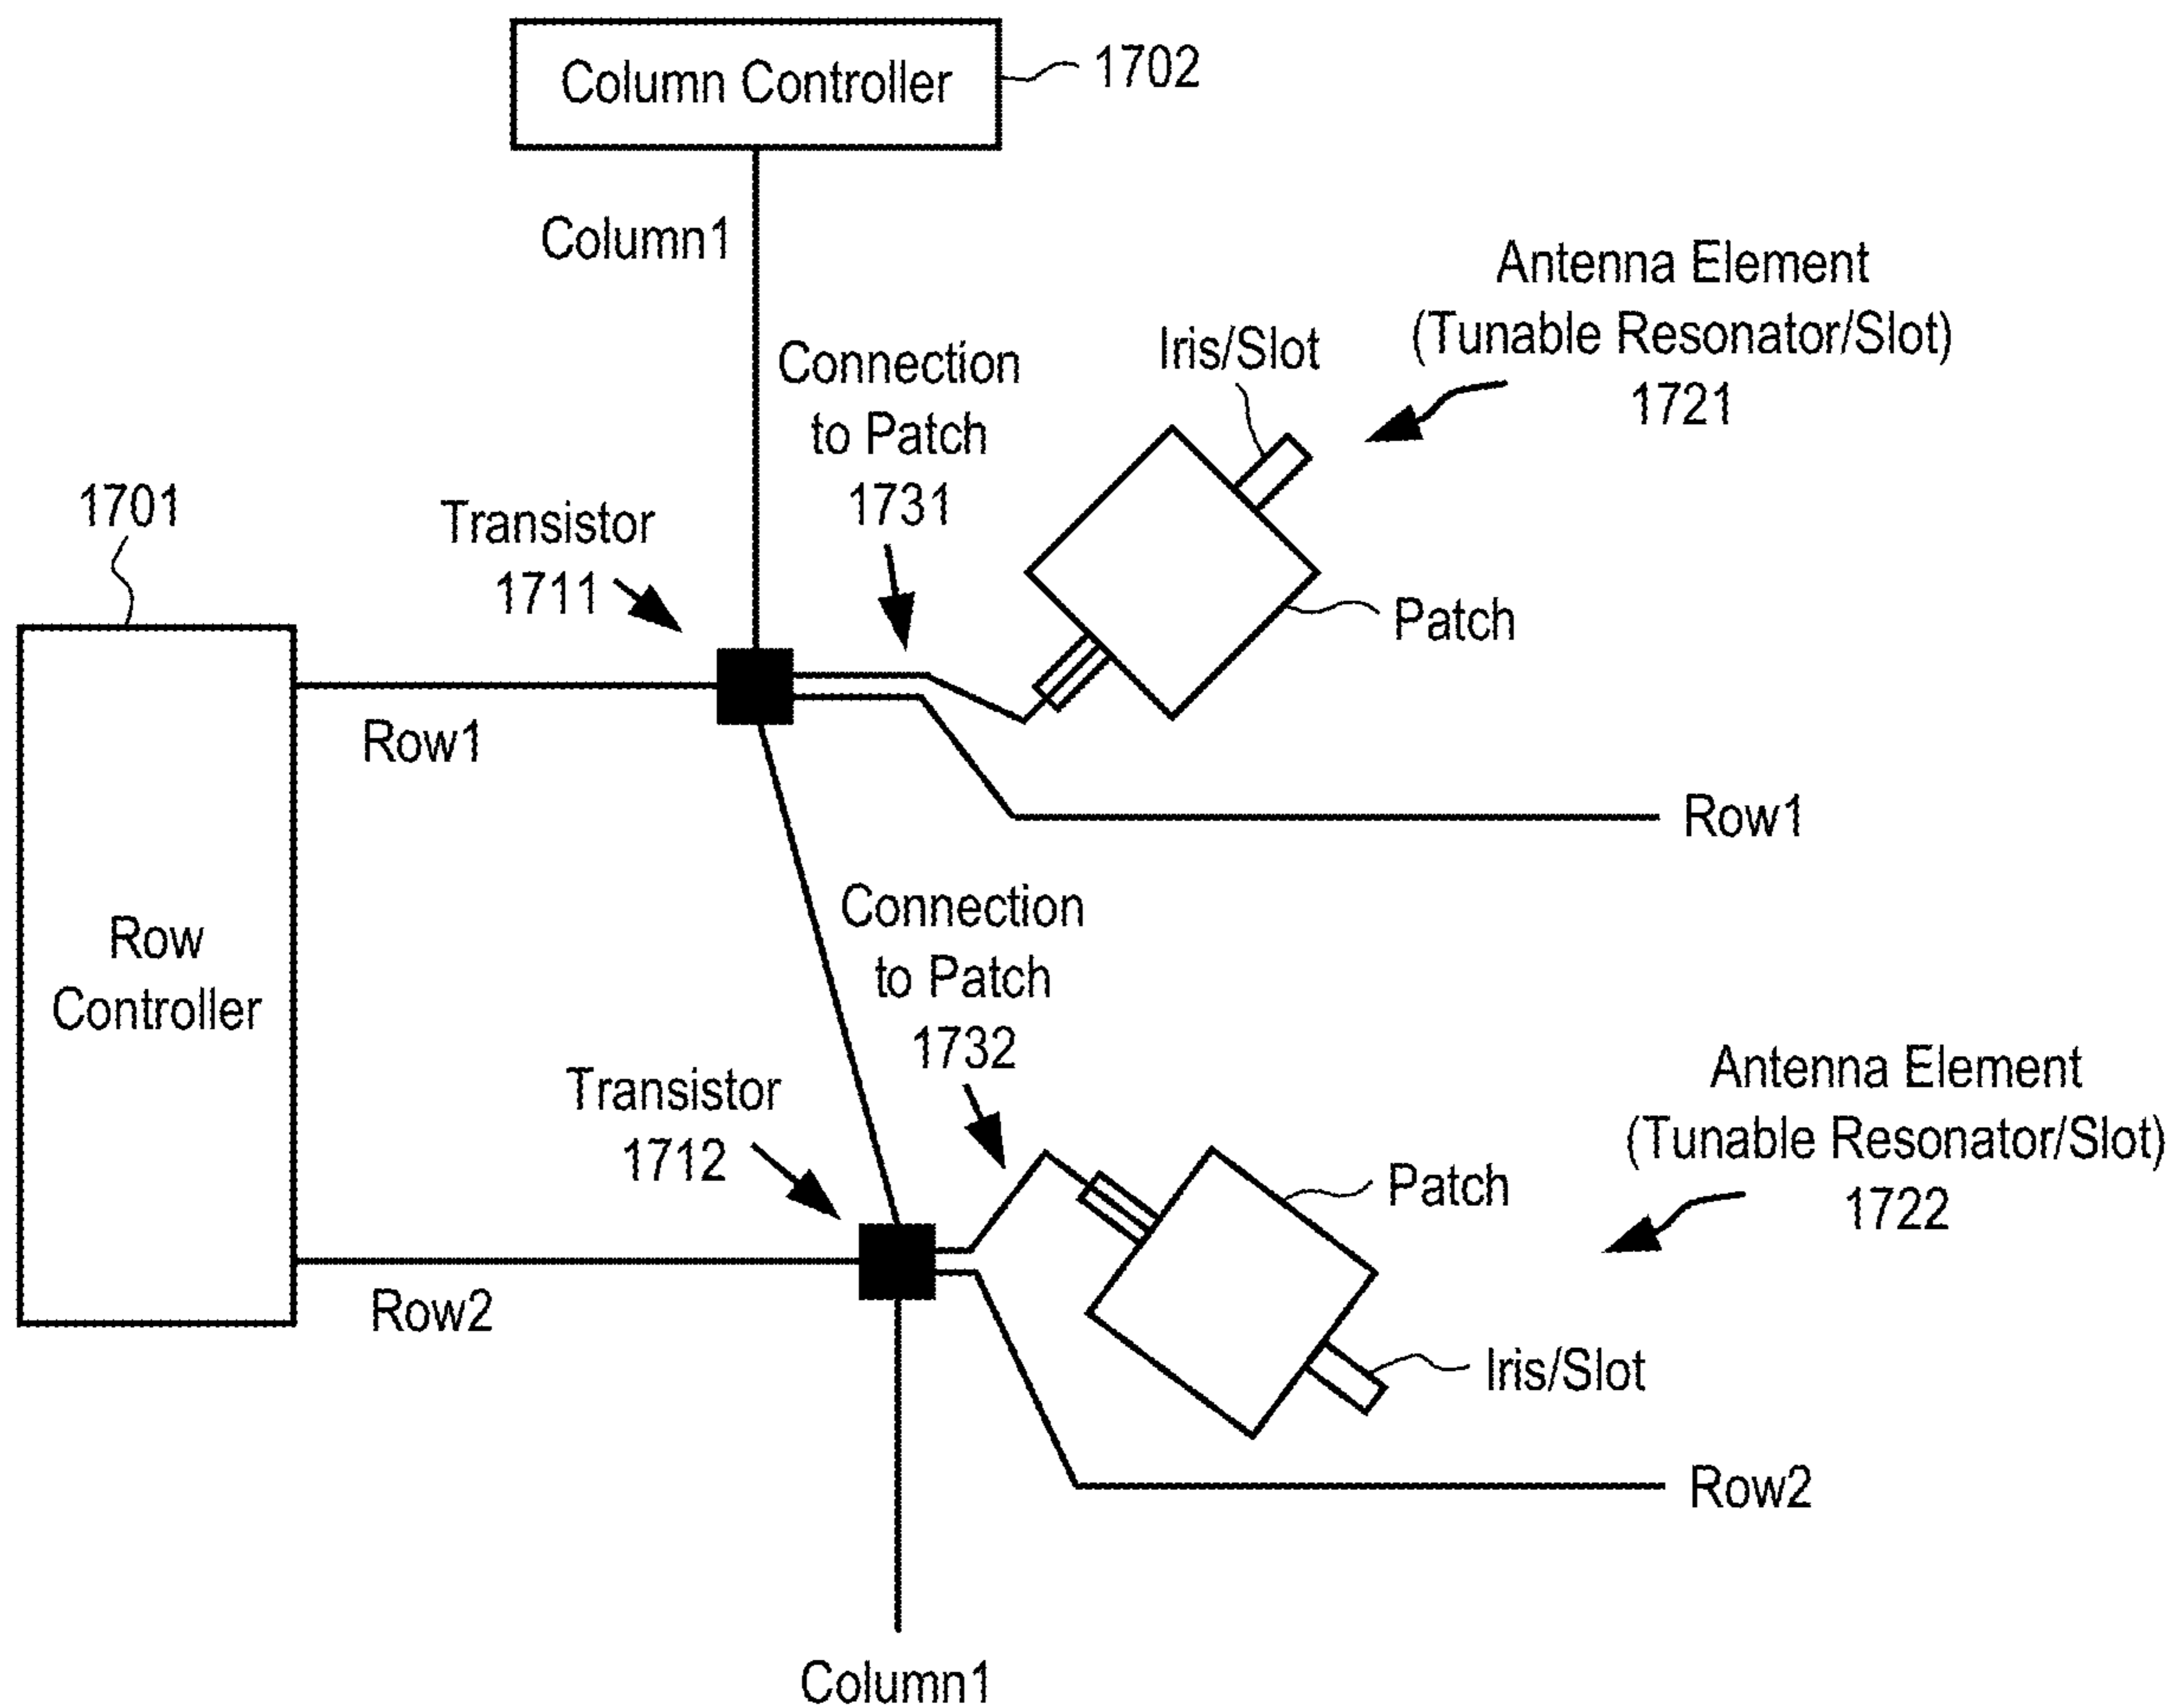 Column Controller
1702
Column1
Antenna Element
(Tunable Resonator/Slot)
1721
Iris/Slot
Connection
to Patch
1731
1701
Transistor
1711
Patch
Row1
Row1
Row
Controller
Connection
to Patch
1732
Transistor
1712
Antenna Element
(Tunable Resonator/Slot)
1722
Patch
Row2
Iris/Slot
Row2
Column1